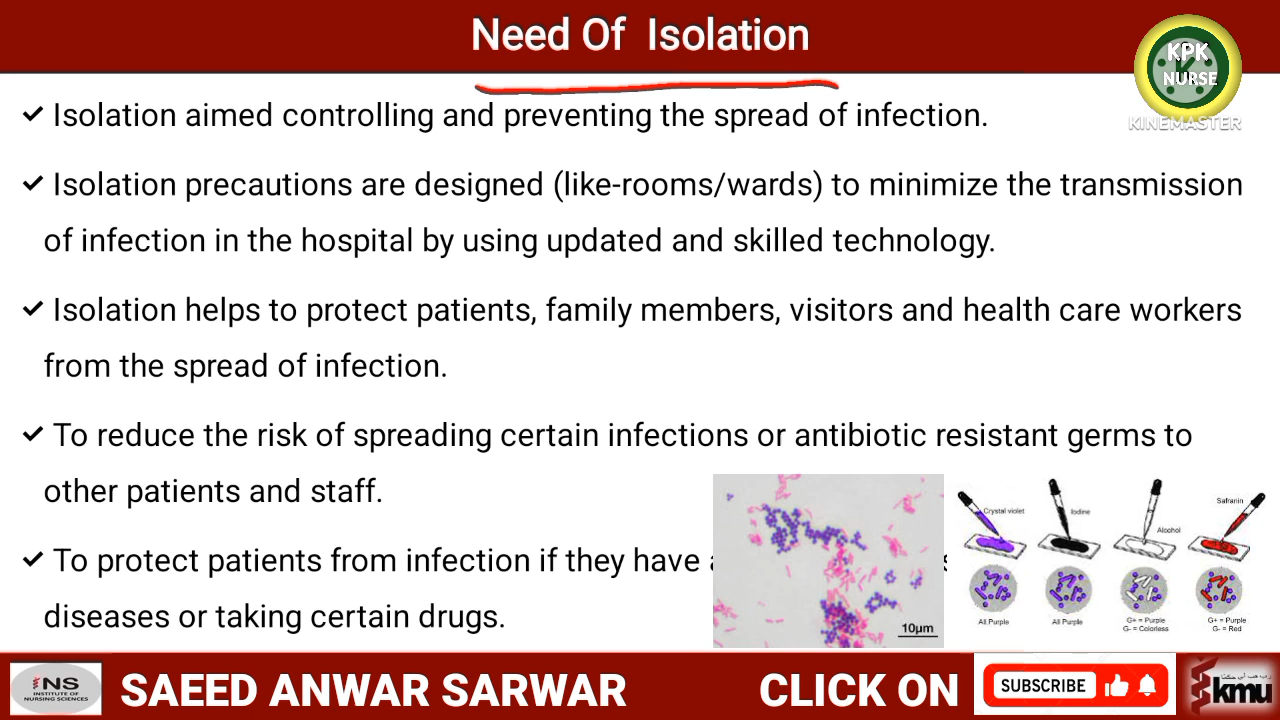 Need Of Isolation
KPK
NURSE
KINEMASTER
Isolation aimed controlling and preventing the spread of infection.
Isolation precautions are designed (like-rooms/wards) to minimize the transmission
of infection in the hospital by using updated and skilled technology.
Isolation helps to protect patients, family members, visitors and health care workers
from the spread of infection.
To reduce the risk of spreading certain infections or antibiotic resistant germs to
other patients and staff.
To protect patients from infection if they have
diseases or taking certain drugs.
10µm
Crystal violet
Iodine
Alcohol
Safranin
All Purple
All Purple
G+ = Purple
G- = Colorless
G+ = Purple
G- = Red
INS
INSTITUTE OF
NURSING SCIENCES
SAEED ANWAR SARWAR
CLICK ON
SUBSCRIBE
kmu